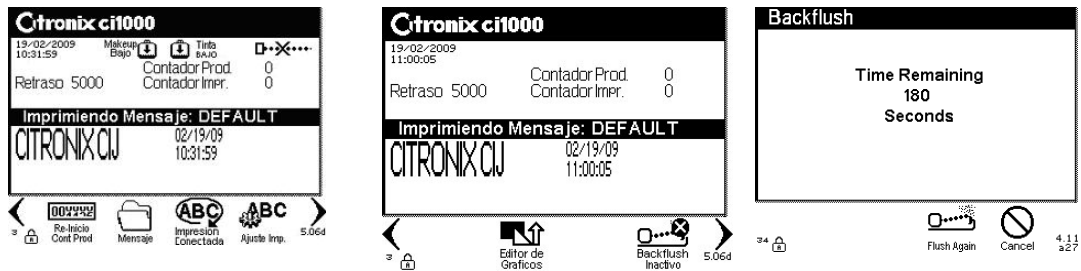 Citronix ci1000
19/02/2009
10:31:59
Makeup
Bajo
Tinta
BAJO
Contador Prod. 0
Retraso 5000 Contador Impr. 0
Imprimiendo Mensaje: DEFAULT
CITRONIX CIJ
02/19/09
10:31:59
Re-Inicio
Cont Prod
Mensaje
ABC
Impresión
Conectada
ABC
Ajuste Imp.
3
5.06d
Citronix ci1000
19/02/2009
11:00:05
Contador Prod. 0
Retraso 5000 Contador Impr. 0
Imprimiendo Mensaje: DEFAULT
CITRONIX CIJ
02/19/09
11:00:05
Editor de
Graficos
Backflush
Inactivo
3
5.06d
Backflush
Time Remaining
180
Seconds
34
Flush Again
Cancel
4.11
a27